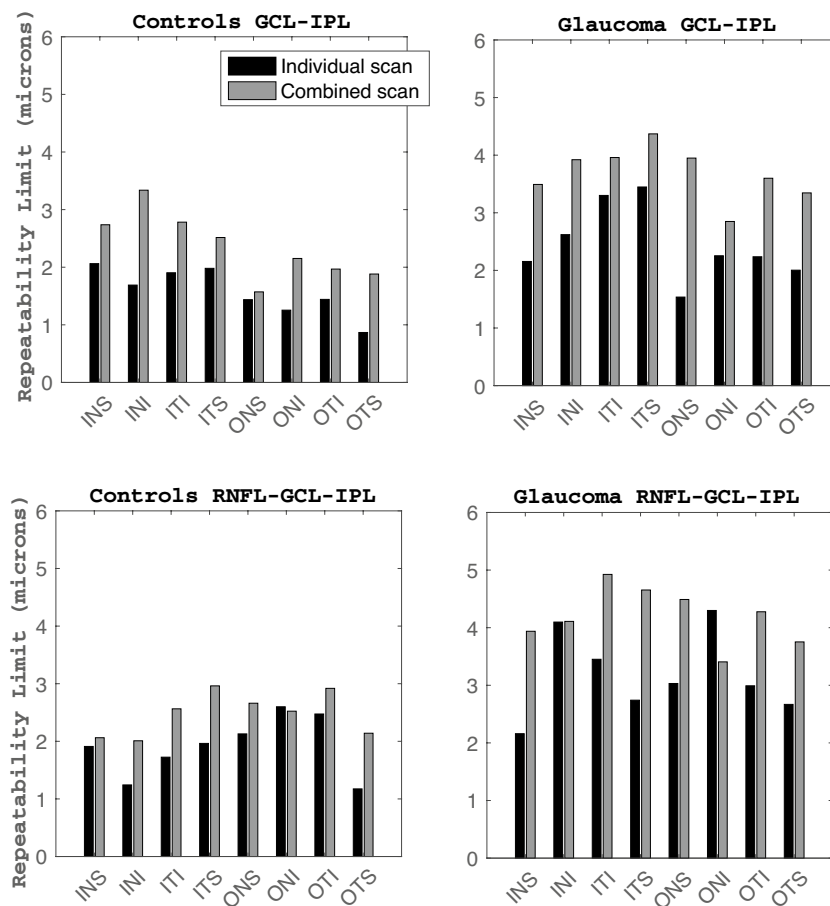 Controls GCL-IPL
Repeatability Limit (microns)
6
5
4
3
2
1
0
Individual scan
Combined scan
INS INI ITI ITS ONS ONI OTI OTS
Glaucoma GCL-IPL
6
5
4
3
2
1
0
INS INI ITI ITS ONS ONI OTI OTS
Controls RNFL-GCL-IPL
Repeatability Limit (microns)
6
5
4
3
2
1
0
INS INI ITI ITS ONS ONI OTI OTS
Glaucoma RNFL-GCL-IPL
6
5
4
3
2
1
0
INS INI ITI ITS ONS ONI OTI OTS